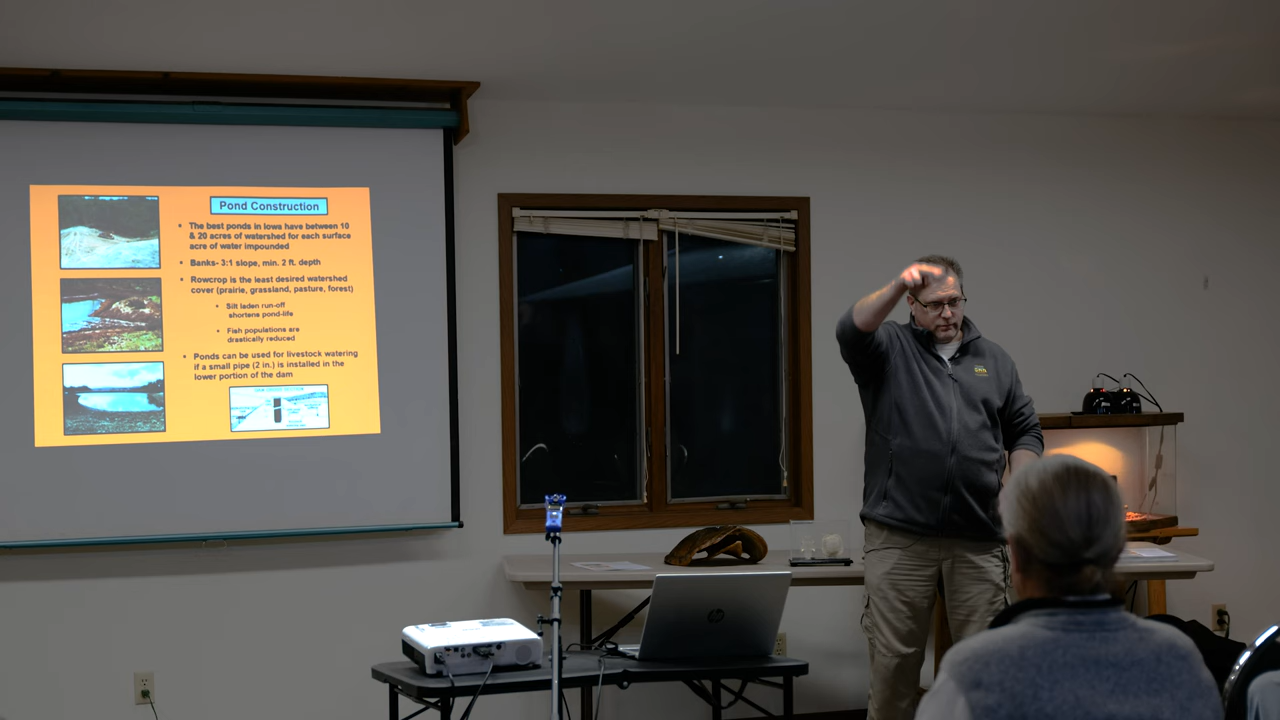 Pond Construction
• The best ponds in Iowa have between 10
& 20 acres of watershed for each surface
acre of water impounded
• Banks- 3:1 slope, min. 2 ft. depth
• Rowcrop is the least desired watershed
cover (prairie, grassland, pasture, forest)
• Silt laden run-off
shortens pond-life
• Fish populations are
drastically reduced
• Ponds can be used for livestock watering
if a small pipe (2 in.) is installed in the
lower portion of the dam
DNR
hp